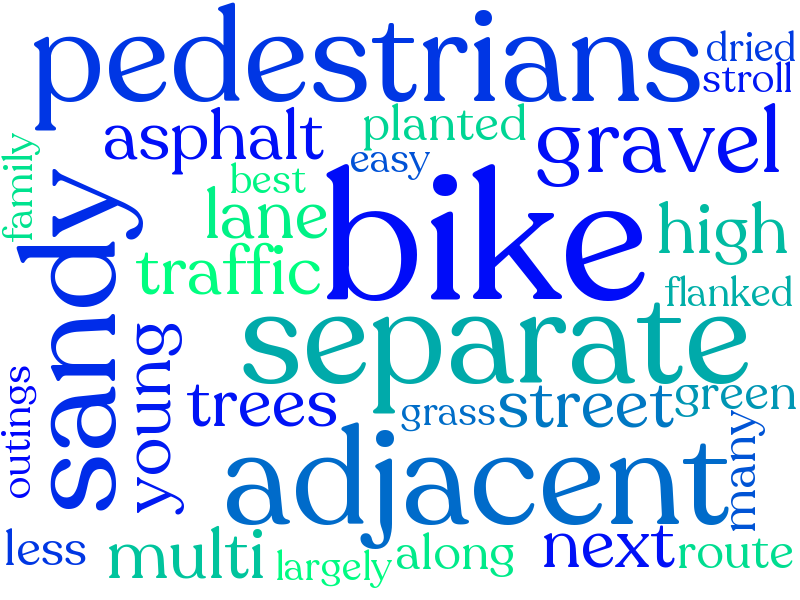 pedestrians
dried
stroll
asphalt
planted
gravel
easy
family
best
lane
bike
high
sandy
traffic
flanked
separate
young
outings
trees
grass
street
green
many
adjacent
less
multi
largely
along
next
route